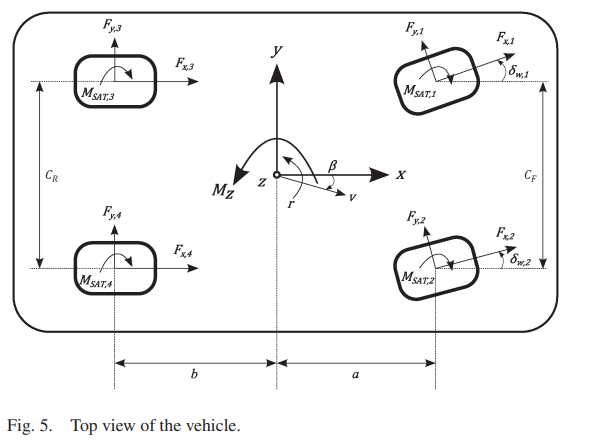 F_{y,3}
F_{x,3}
M_{SAT,3}
y
F_{y,1}
F_{x,1}
δ_{w,1}
M_{SAT,1}
C_R
C_F
M_Z
z
β
x
r
v
F_{y,4}
F_{x,4}
M_{SAT,4}
F_{y,2}
F_{x,2}
δ_{w,2}
M_{SAT,2}
b
a
Fig. 5. Top view of the vehicle.